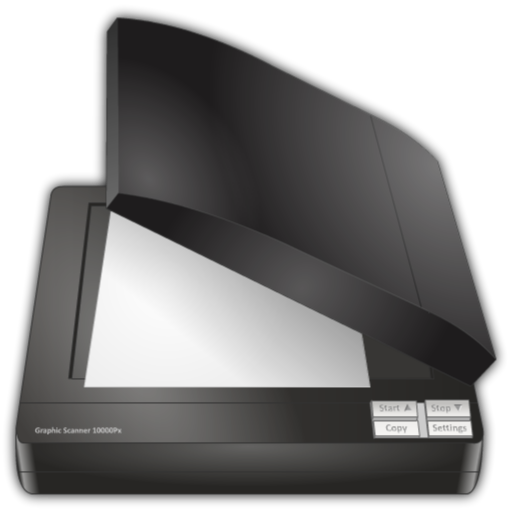 Start ▲ Stop ▼
Graphic Scanner 10000Px Copy Settings